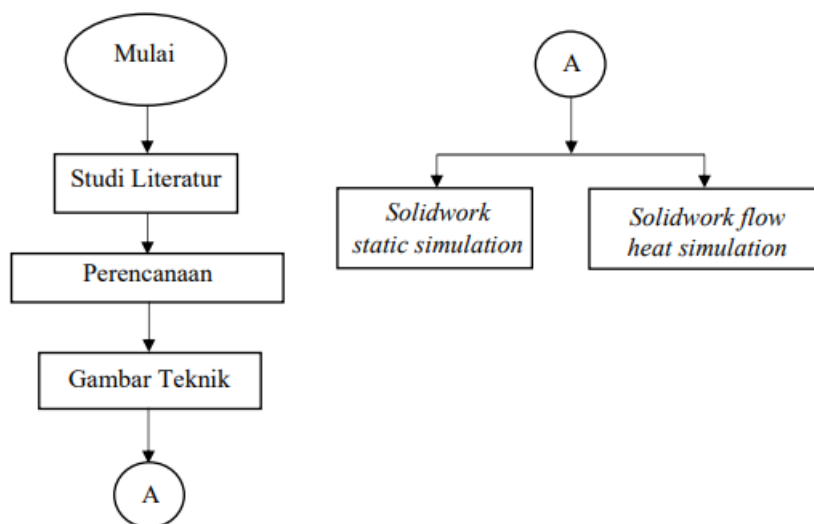 Mulai
Studi Literatur
Perencanaan
Gambar Teknik
A
A
Solidwork
static simulation
Solidwork flow
heat simulation